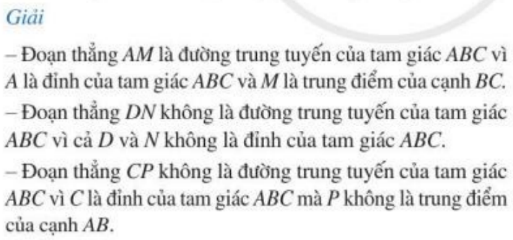 Giải
– Đoạn thẳng AM là đường trung tuyến của tam giác ABC vì
A là đỉnh của tam giác ABC và M là trung điểm của cạnh BC.
– Đoạn thẳng DN không là đường trung tuyến của tam giác
ABC vì cả D và N không là đỉnh của tam giác ABC.
– Đoạn thẳng CP không là đường trung tuyến của tam giác
ABC vì C là đỉnh của tam giác ABC mà P không là trung điểm
của cạnh AB.